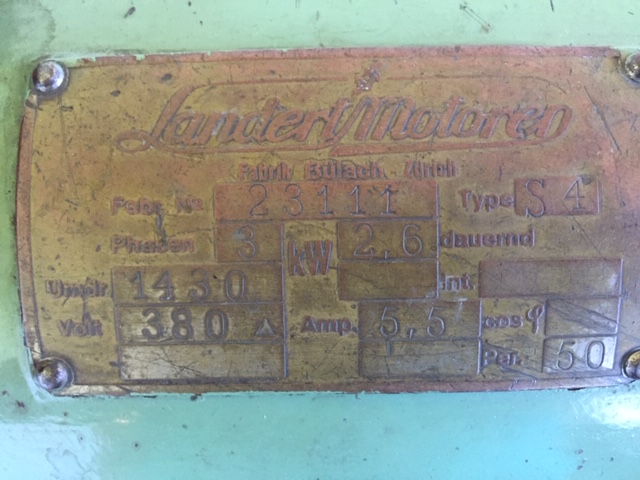 Landert Motoren
Fabrik Bülach-Zürich
Fabr. No 23111 Type S 4
Phasen 3 kW 2,6 dauernd
Umdr. 1430 int.
Volt 380 △ Amp. 5,5 cos φ
Per. 50